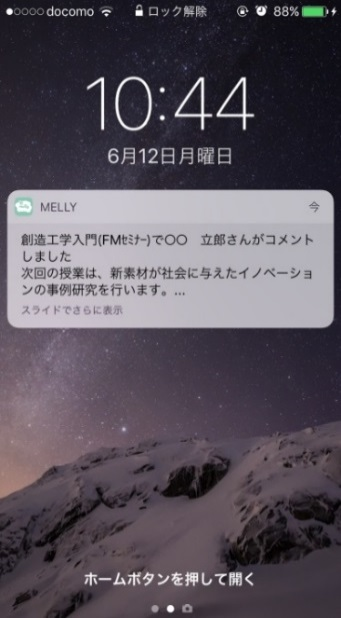 docomo ロック解除 88%
10:44
6月12日月曜日
MELLY 今
創造工学入門(FMｾﾐﾅｰ)で〇〇　立郎さんがコメント
しました
次回の授業は、新素材が社会に与えたイノベーショ
ンの事例研究を行います。...
スライドでさらに表示
ホームボタンを押して開く